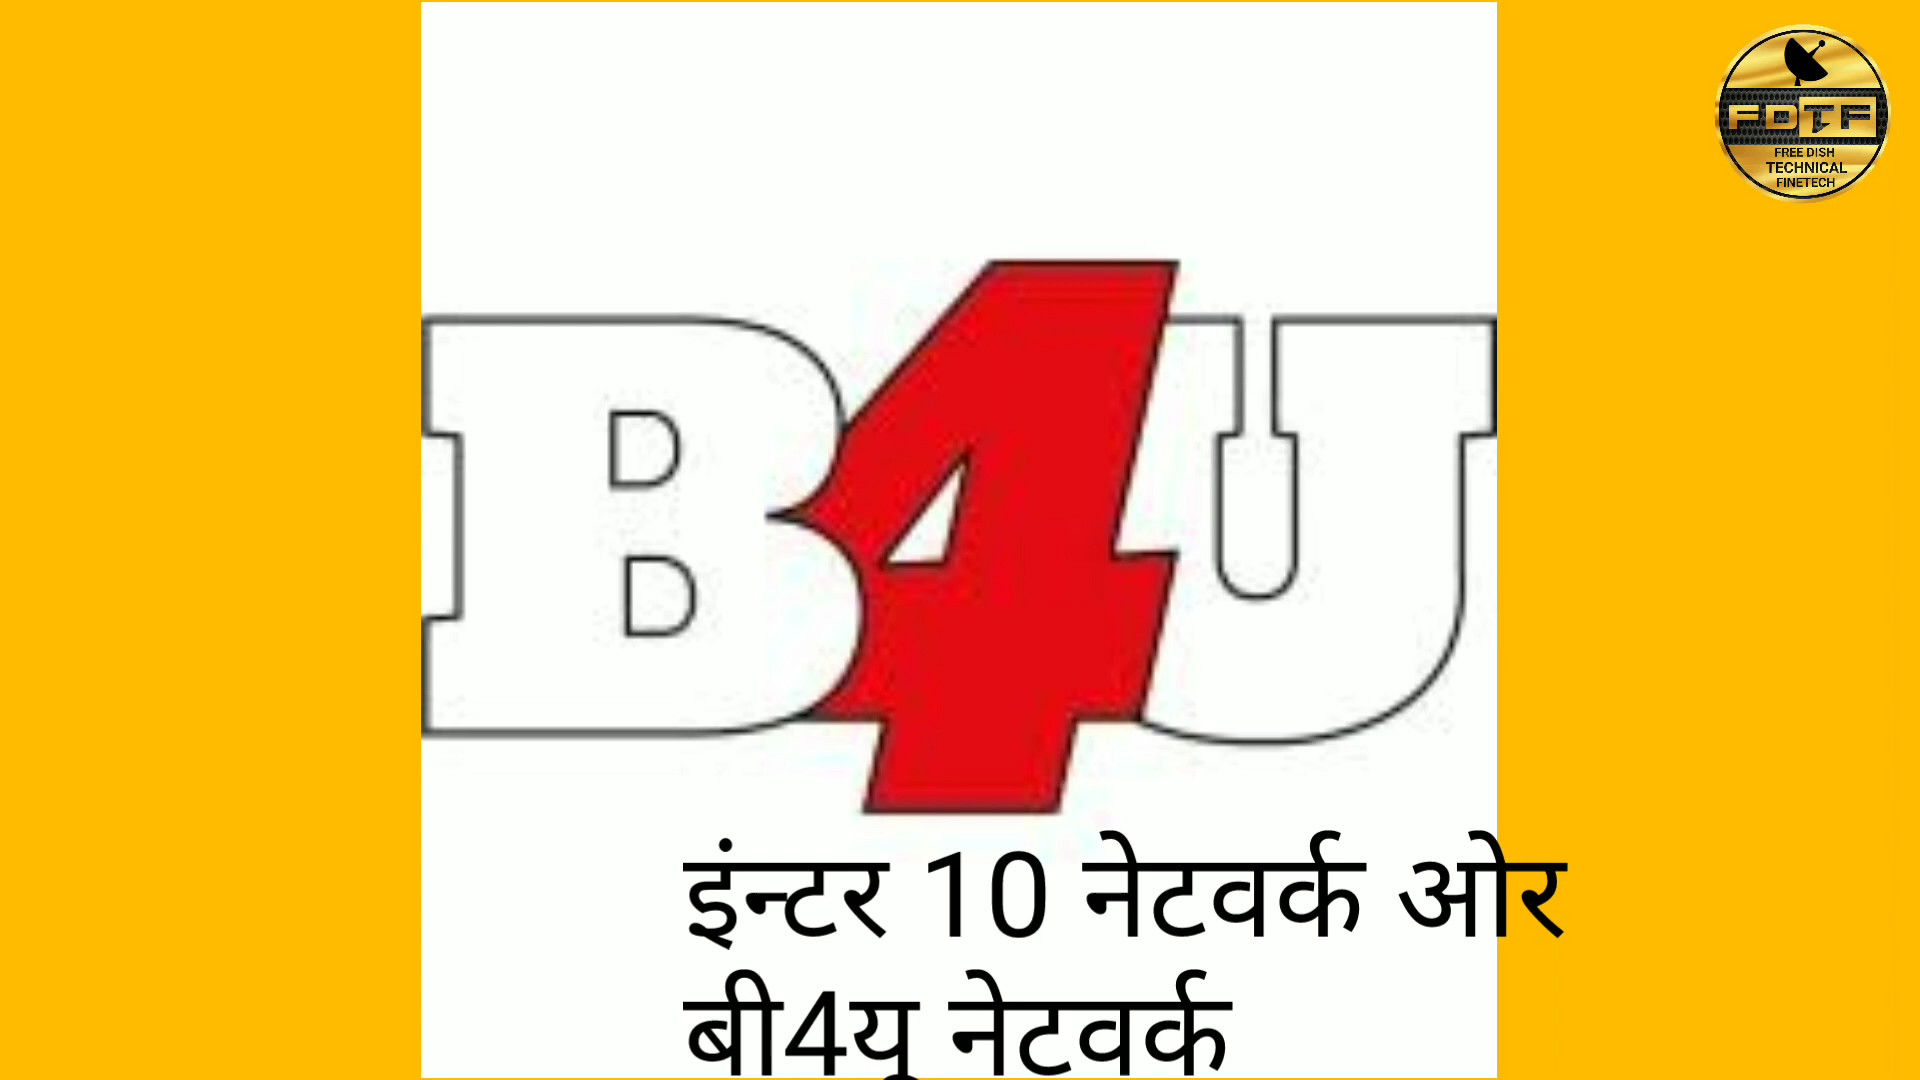 FDTF
FREE DISH
TECHNICAL
FINETECH
B4U
इंन्टर 10 नेटवर्क ओर
बी4यू नेटवर्क